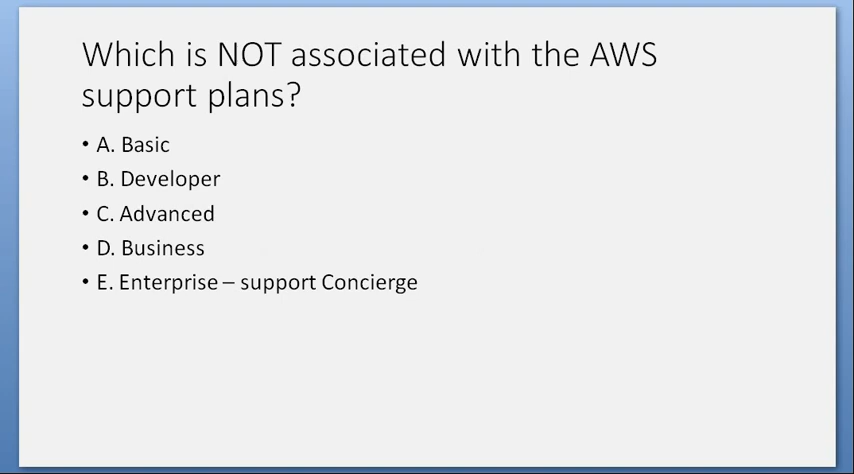 Which is NOT associated with the AWS
support plans?
• A. Basic
• B. Developer
• C. Advanced
• D. Business
• E. Enterprise – support Concierge